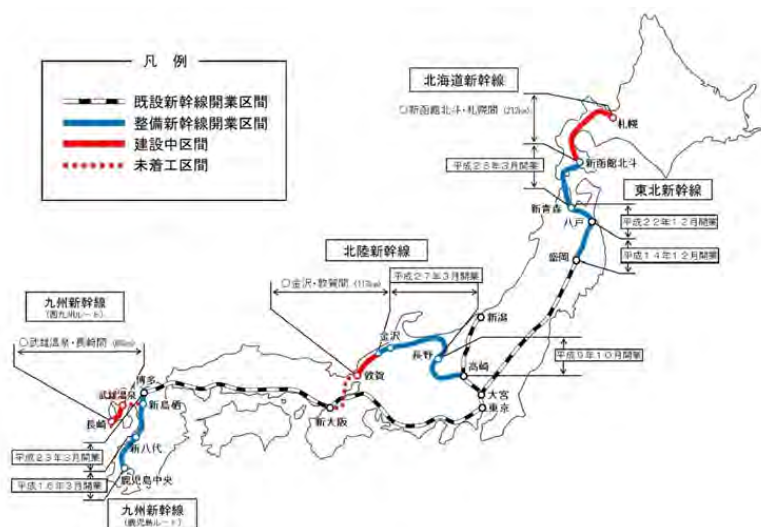 凡 例
既設新幹線開業区間
整備新幹線開業区間
建設中区間
未着工区間
北海道新幹線
○新函館北斗・札幌間 (212km)
札幌
平成28年3月開業
新函館北斗
東北新幹線
新青森
平成22年12月開業
八戸
平成14年12月開業
盛岡
北陸新幹線
平成27年3月開業
○金沢・敦賀間
九州新幹線
(西九州ルート)
○武雄温泉・長崎間
新潟
金沢
長野
平成9年10月開業
高崎
敦賀
大宮
東京
博多
武雄温泉
新鳥栖
新大阪
長崎
新八代
平成23年3月開業
平成16年3月開業
鹿児島中央
九州新幹線
(鹿児島ルート)